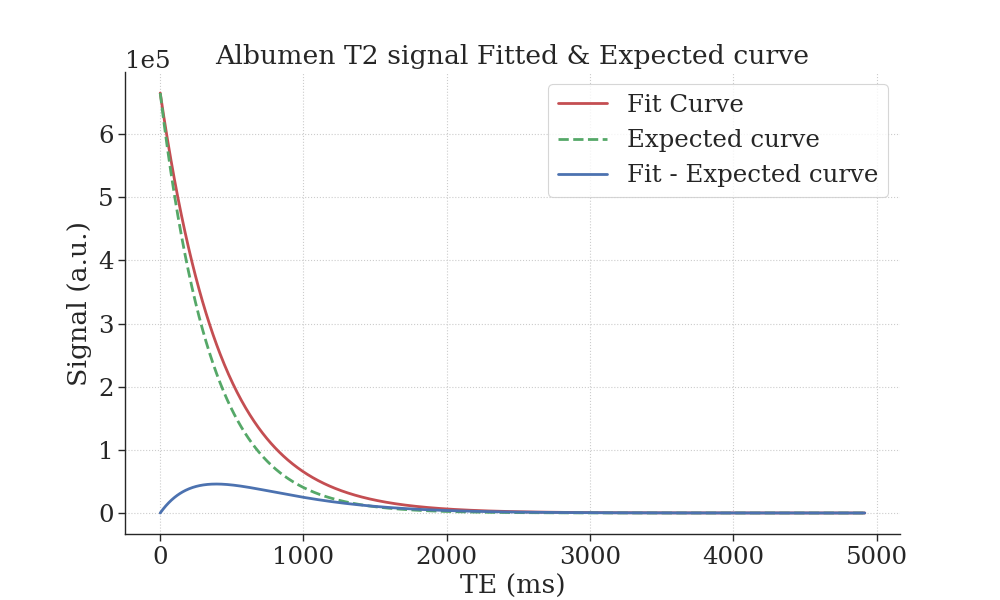 Albumen T2 signal Fitted & Expected curve
1e5
Fit Curve
Expected curve
Fit - Expected curve
Signal (a.u.)
6
5
4
3
2
1
0
0 1000 2000 3000 4000 5000
TE (ms)